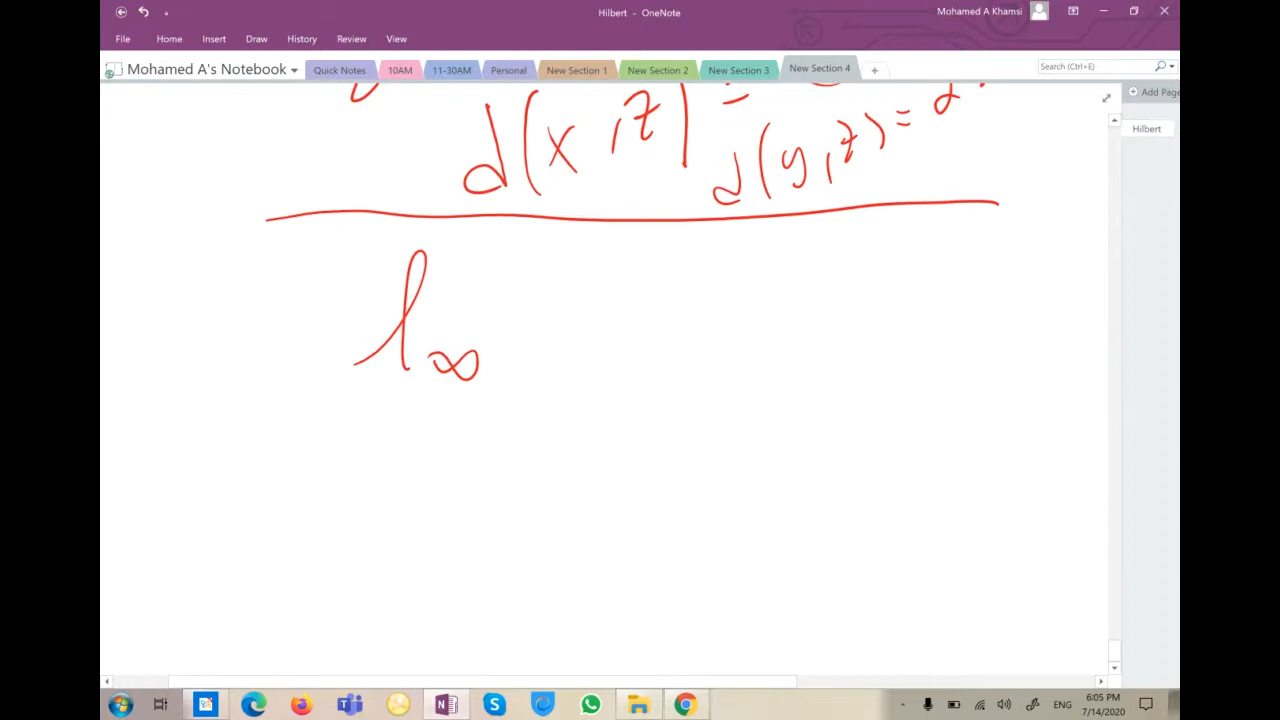 Hilbert - OneNote
Mohamed A Khamsi
File Home Insert Draw History Review View
Mohamed A's Notebook Quick Notes 10AM 11-30AM Personal New Section 1 New Section 2 New Section 3 New Section 4
Search (Ctrl+E)
Add Page
Hilbert
d(x,z) =
d(y,z) = d
l∞
ENG
6:05 PM
7/14/2020